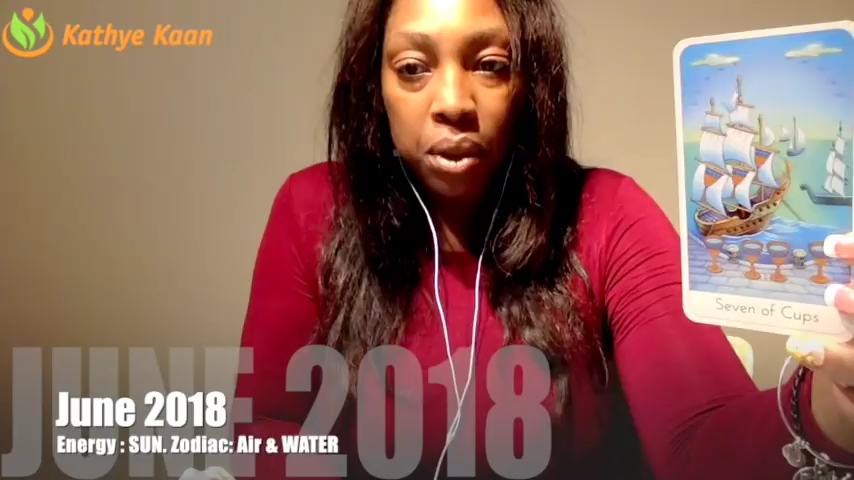 Kathye Kaan
Seven of Cups
JUNE 2018
June 2018
Energy : SUN. Zodiac: Air & WATER